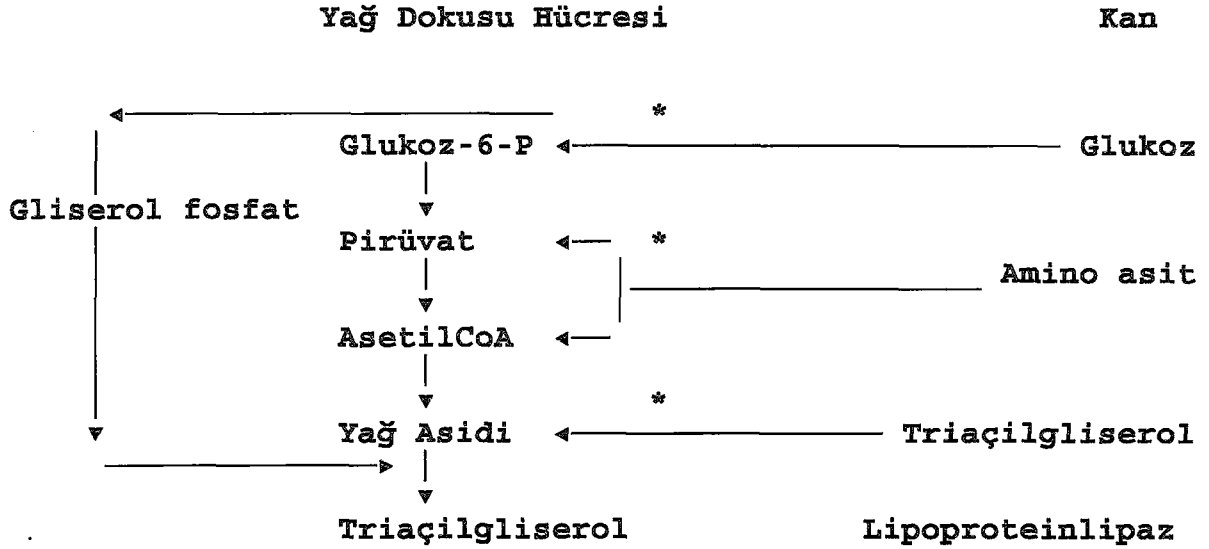 Yağ Dokusu Hücresi Kan
*
Glukoz-6-P Glukoz
Gliserol fosfat
Pirüvat *
Amino asit
AsetilCoA
*
Yağ Asidi Triaçilgliserol
Triaçilgliserol Lipoproteinlipaz